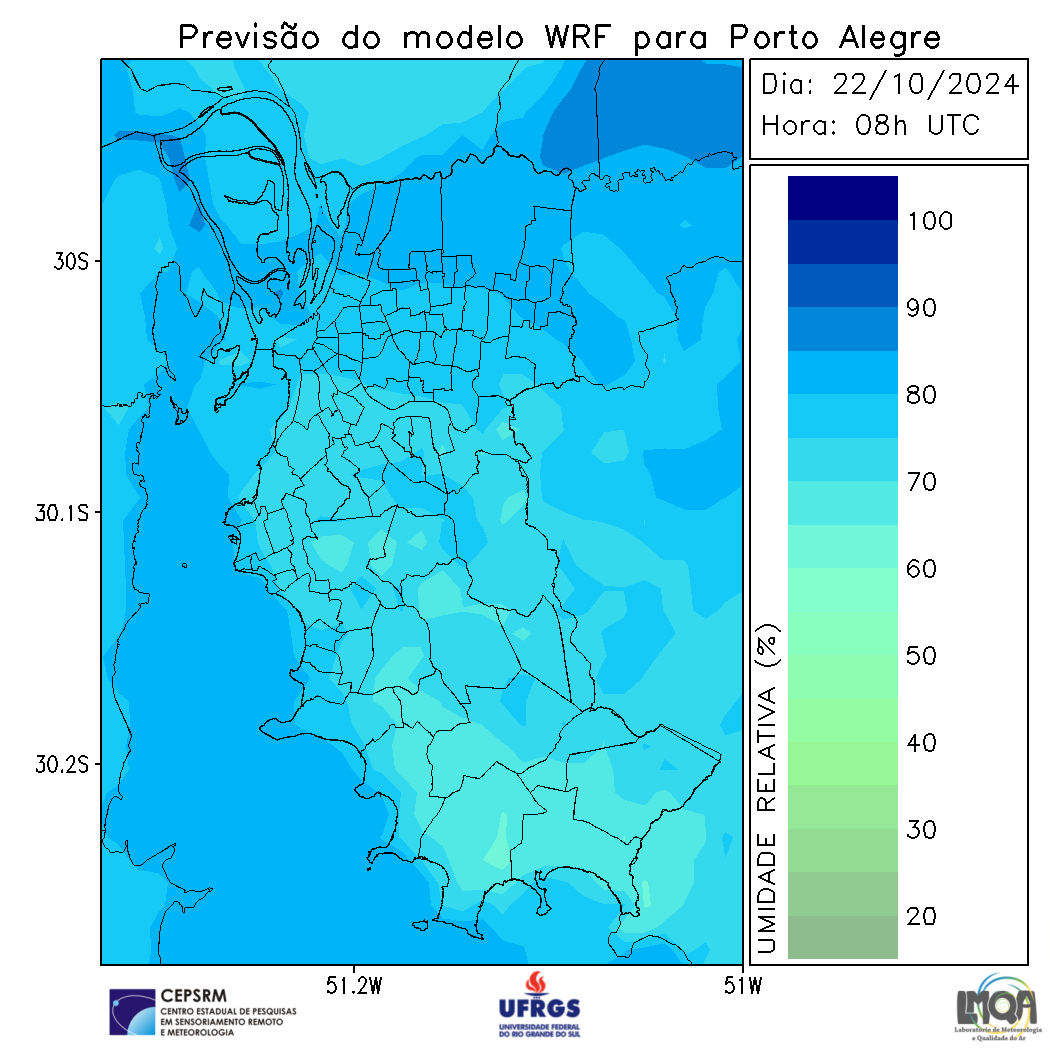 Previsão do modelo WRF para Porto Alegre
Dia: 22/10/2024
Hora: 08h UTC
30S
30.1S
30.2S
51.2W
51W
UMIDADE RELATIVA (%)
100
90
80
70
60
50
40
30
20
CEPSRM
CENTRO ESTADUAL DE PESQUISAS
EM SENSORIAMENTO REMOTO
E METEOROLOGIA
UFRGS
UNIVERSIDADE FEDERAL
DO RIO GRANDE DO SUL
LMQA
Laboratório de Meteorologia
e Qualidade do Ar